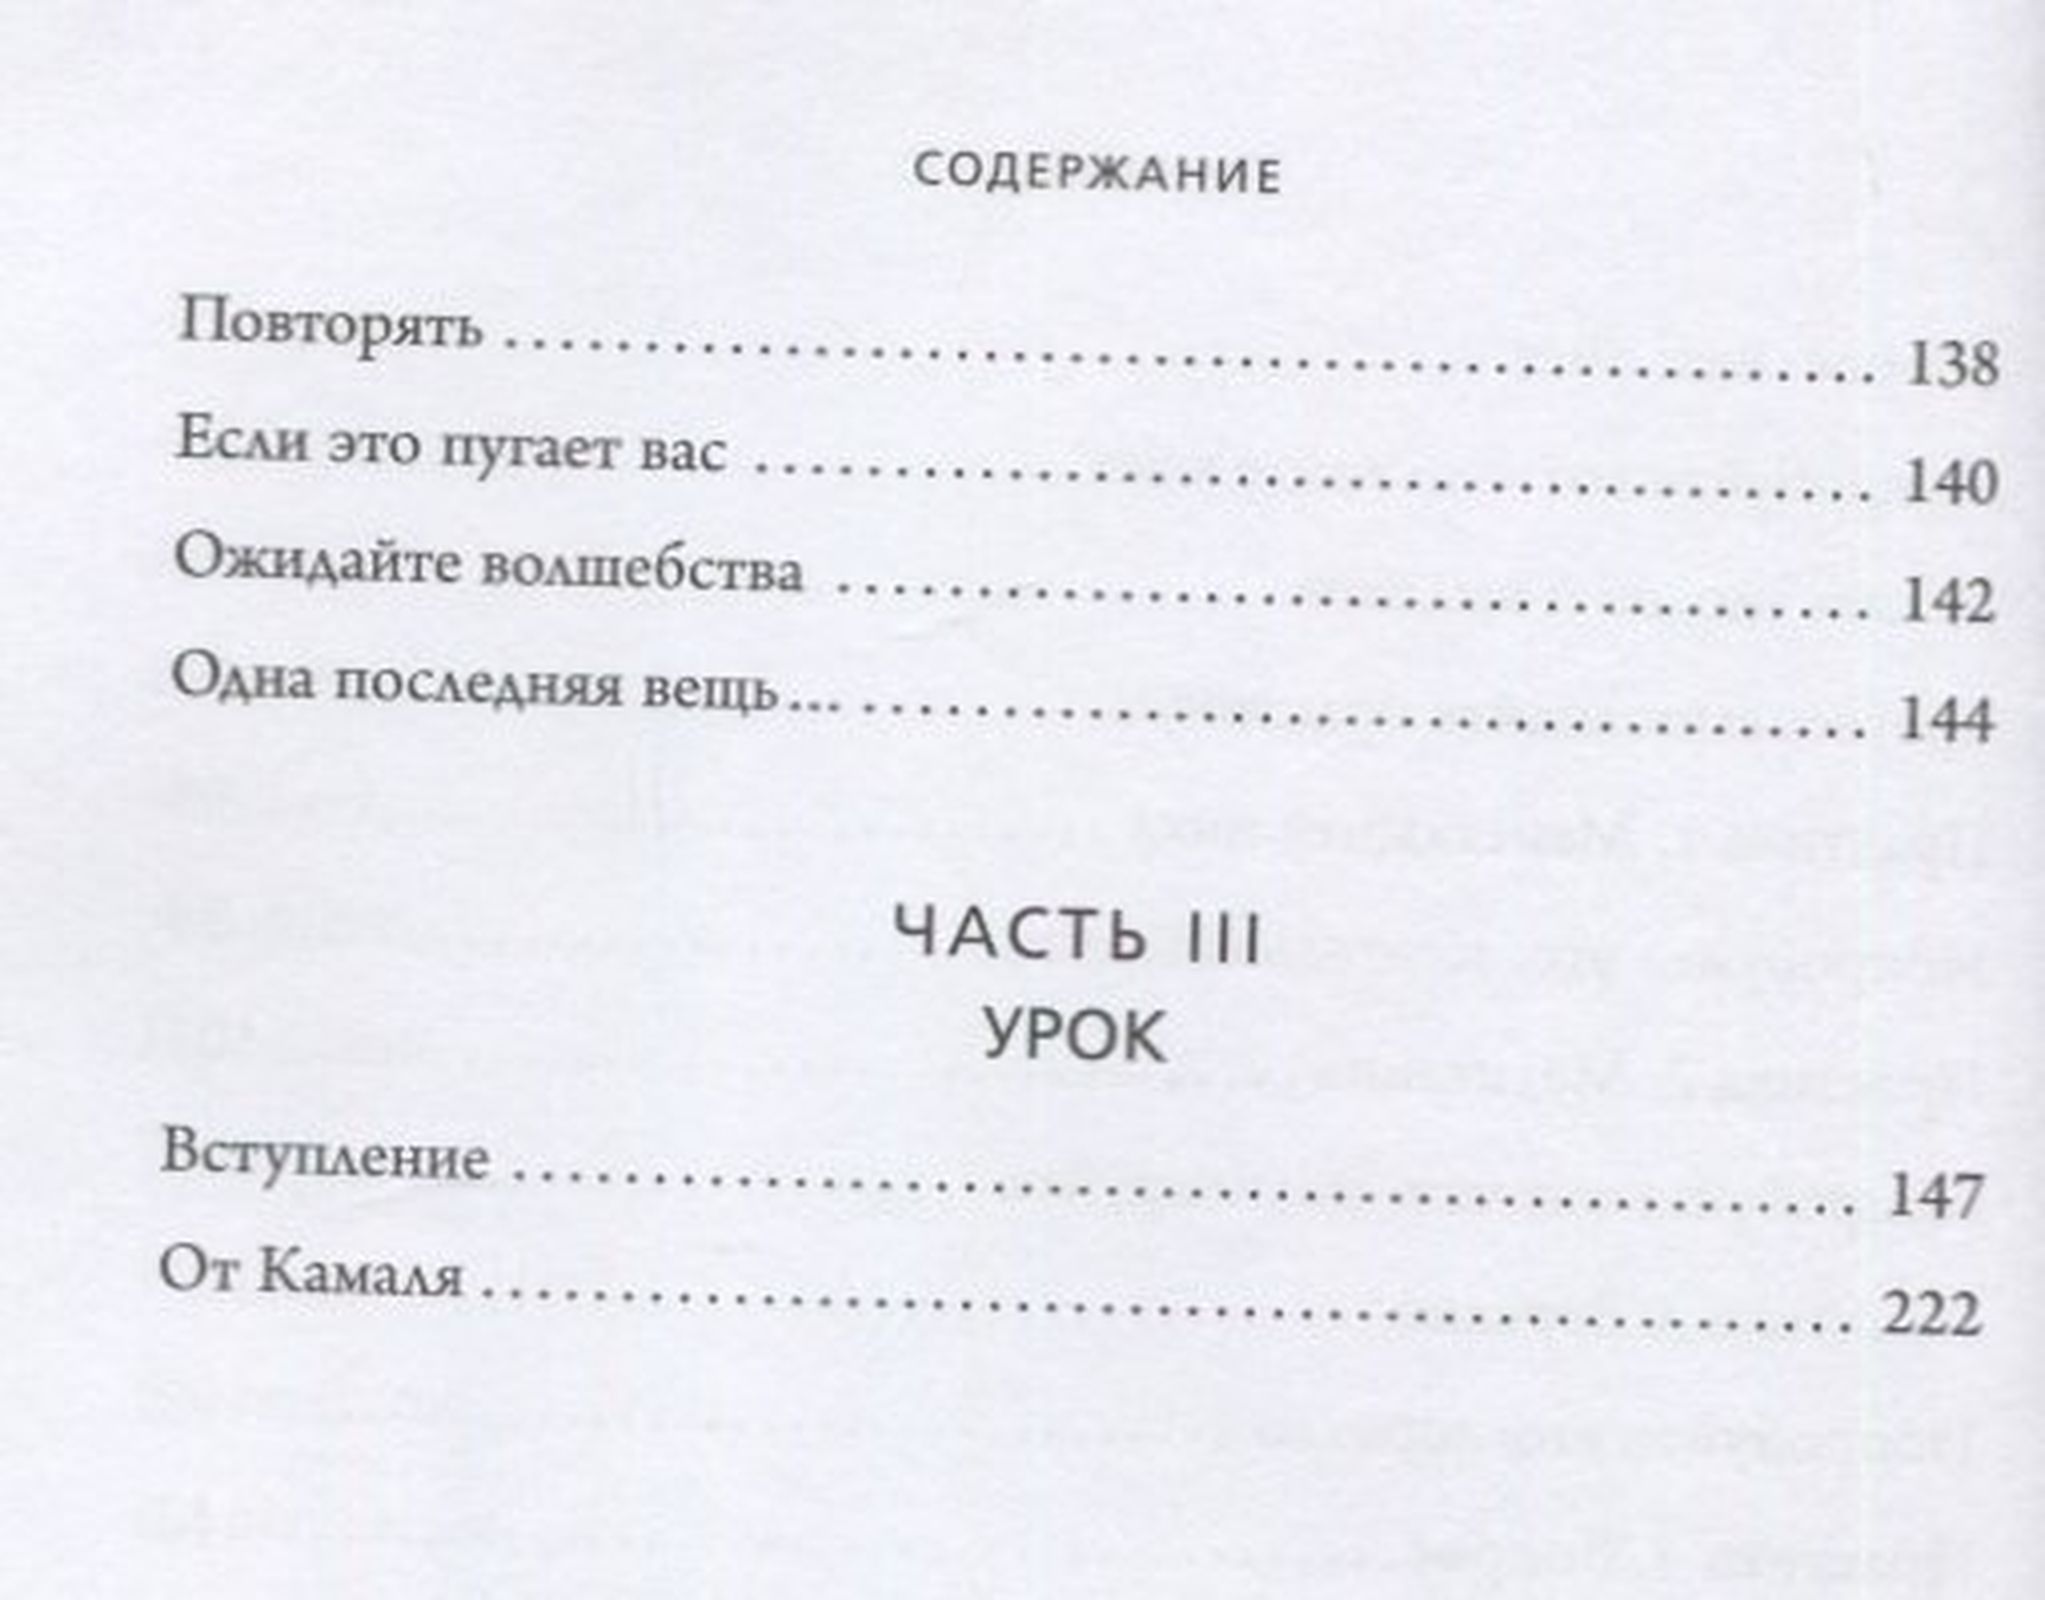 СОДЕРЖАНИЕ
Повторять ................................................. 138
Если это пугает вас ........................................ 140
Ожидайте волшебства ..................................... 142
Одна последняя вещь... .................................... 144
ЧАСТЬ III
УРОК
Вступление ................................................ 147
От Камаля ................................................. 222